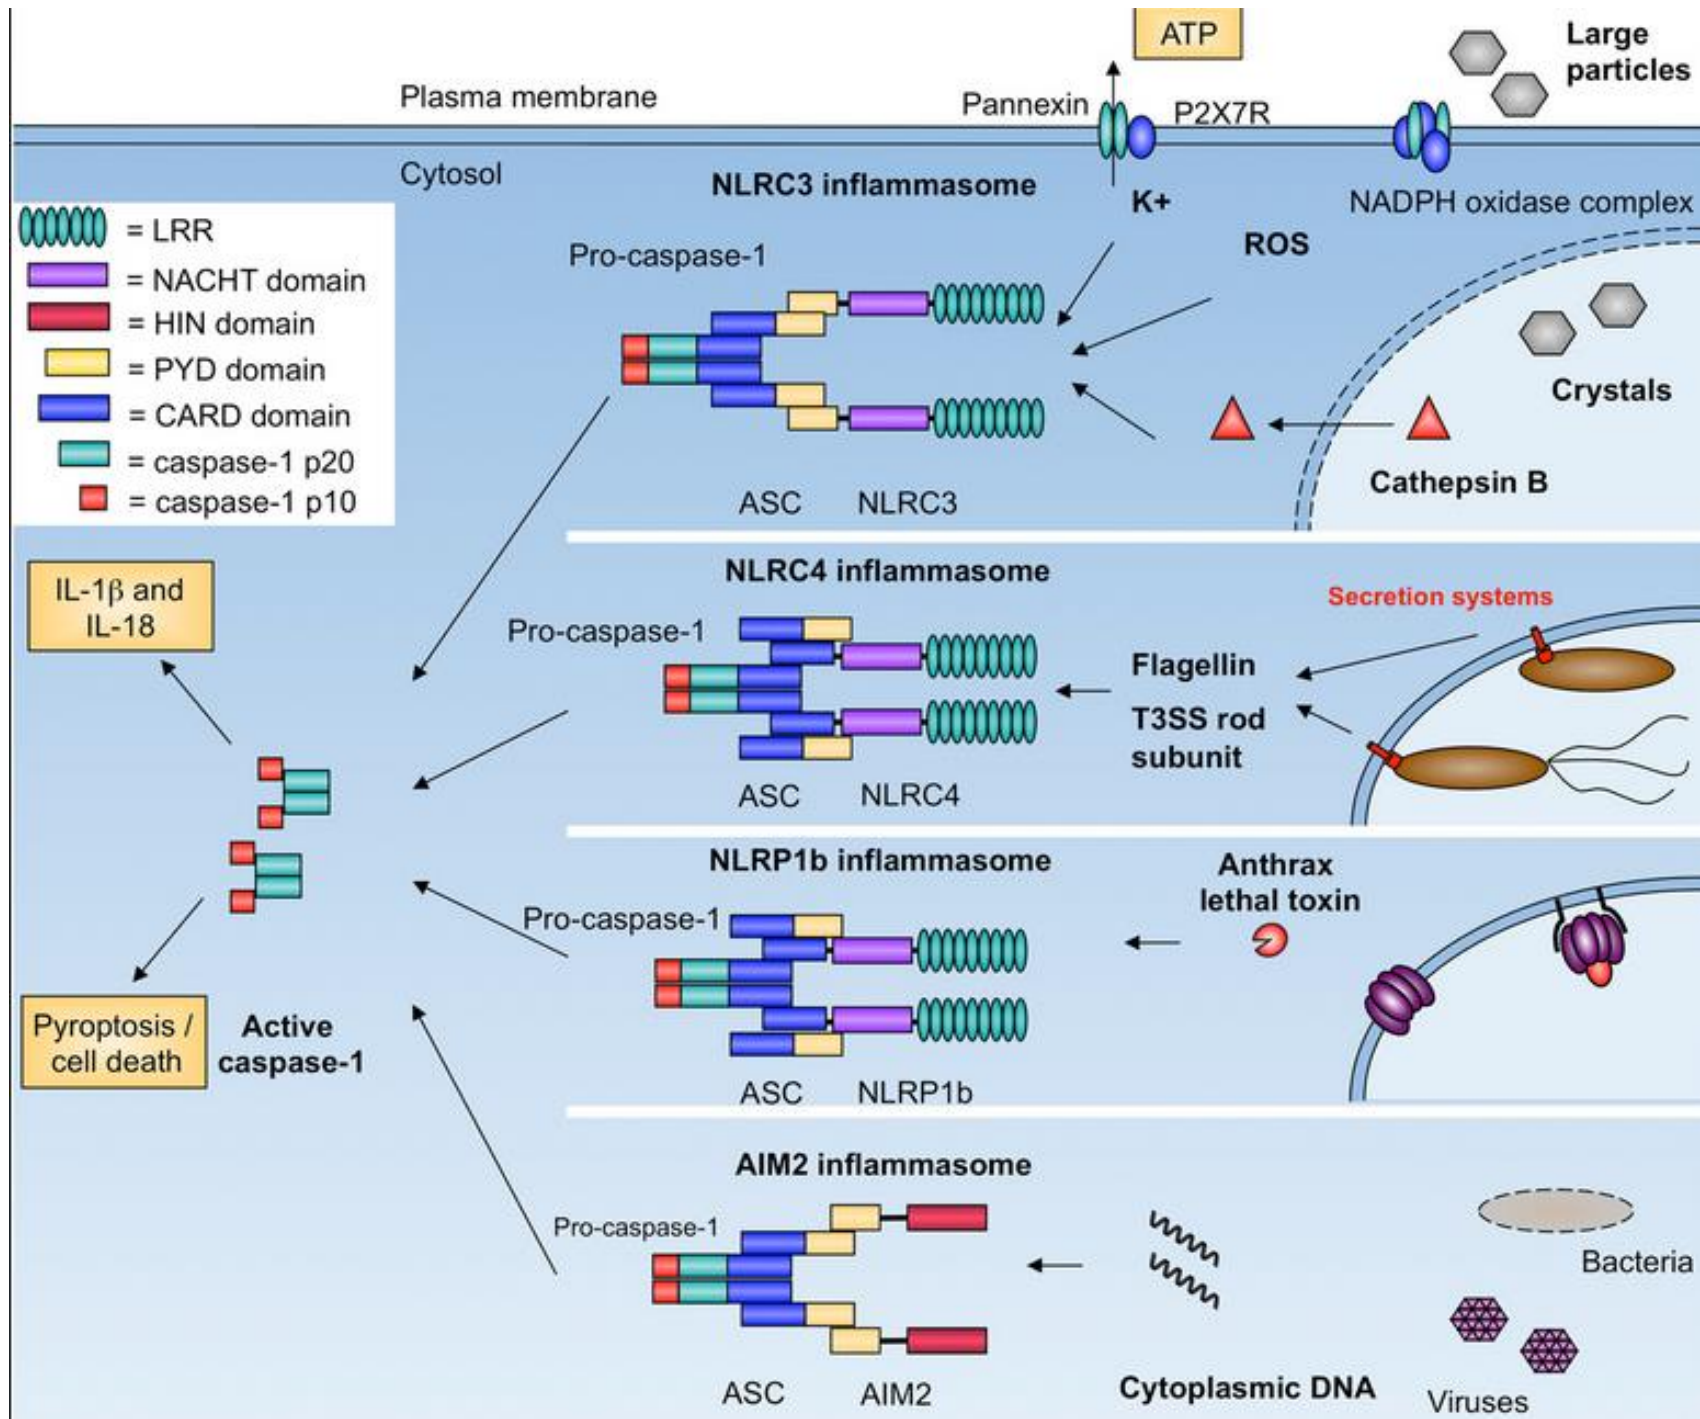 ATP
Large
particles
Plasma membrane
Pannexin
P2X7R
Cytosol
NLRC3 inflammasome
K+
NADPH oxidase complex
= LRR
= NACHT domain
= HIN domain
= PYD domain
= CARD domain
= caspase-1 p20
= caspase-1 p10
Pro-caspase-1
ROS
Crystals
Cathepsin B
ASC
NLRC3
NLRC4 inflammasome
Secretion systems
IL-1β and
IL-18
Pro-caspase-1
Flagellin
T3SS rod
subunit
ASC
NLRC4
NLRP1b inflammasome
Anthrax
lethal toxin
Pro-caspase-1
Pyroptosis /
cell death
Active
caspase-1
ASC
NLRP1b
AIM2 inflammasome
Pro-caspase-1
Bacteria
ASC
AIM2
Cytoplasmic DNA
Viruses